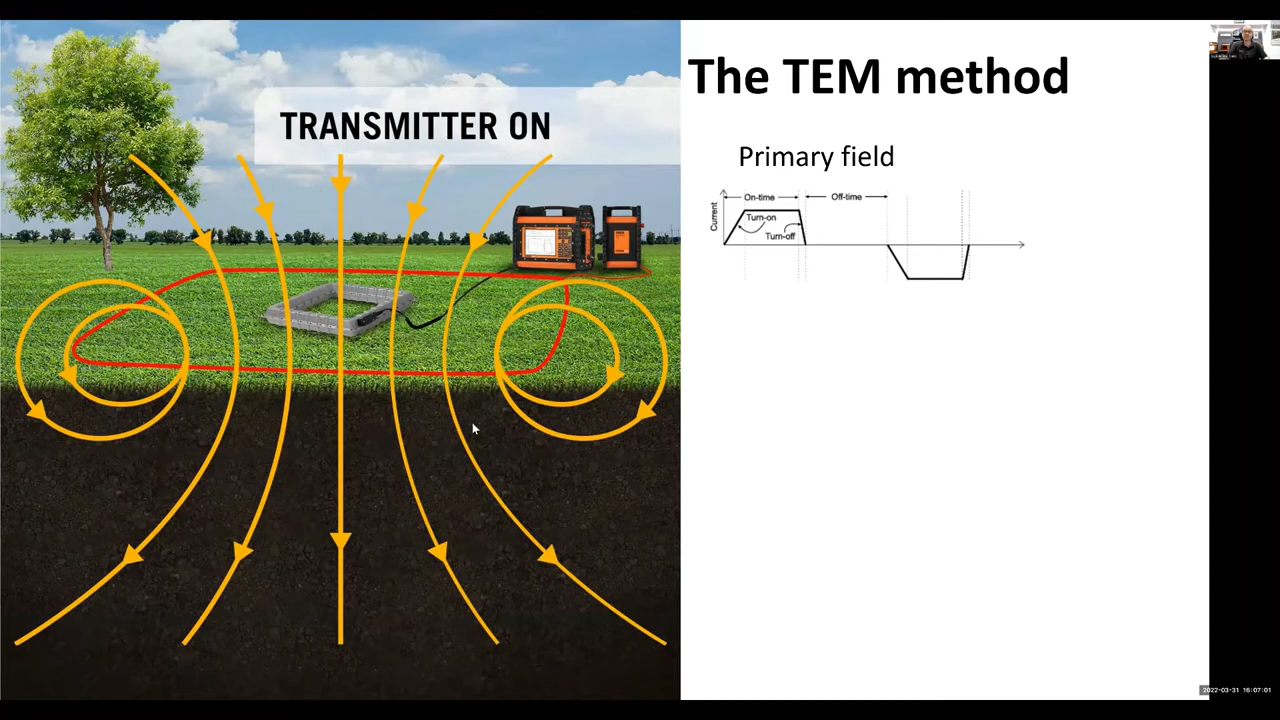 The TEM method
TRANSMITTER ON
Primary field
On-time
Off-time
Current
Turn-on
Turn-off
2022-03-31 16:07:01